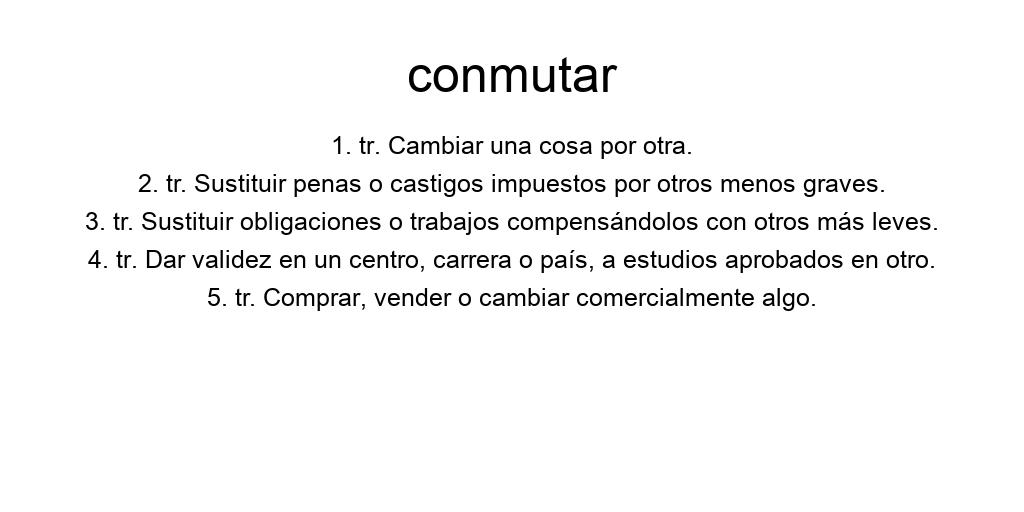 conmutar
1. tr. Cambiar una cosa por otra.
2. tr. Sustituir penas o castigos impuestos por otros menos graves.
3. tr. Sustituir obligaciones o trabajos compensándolos con otros más leves.
4. tr. Dar validez en un centro, carrera o país, a estudios aprobados en otro.
5. tr. Comprar, vender o cambiar comercialmente algo.